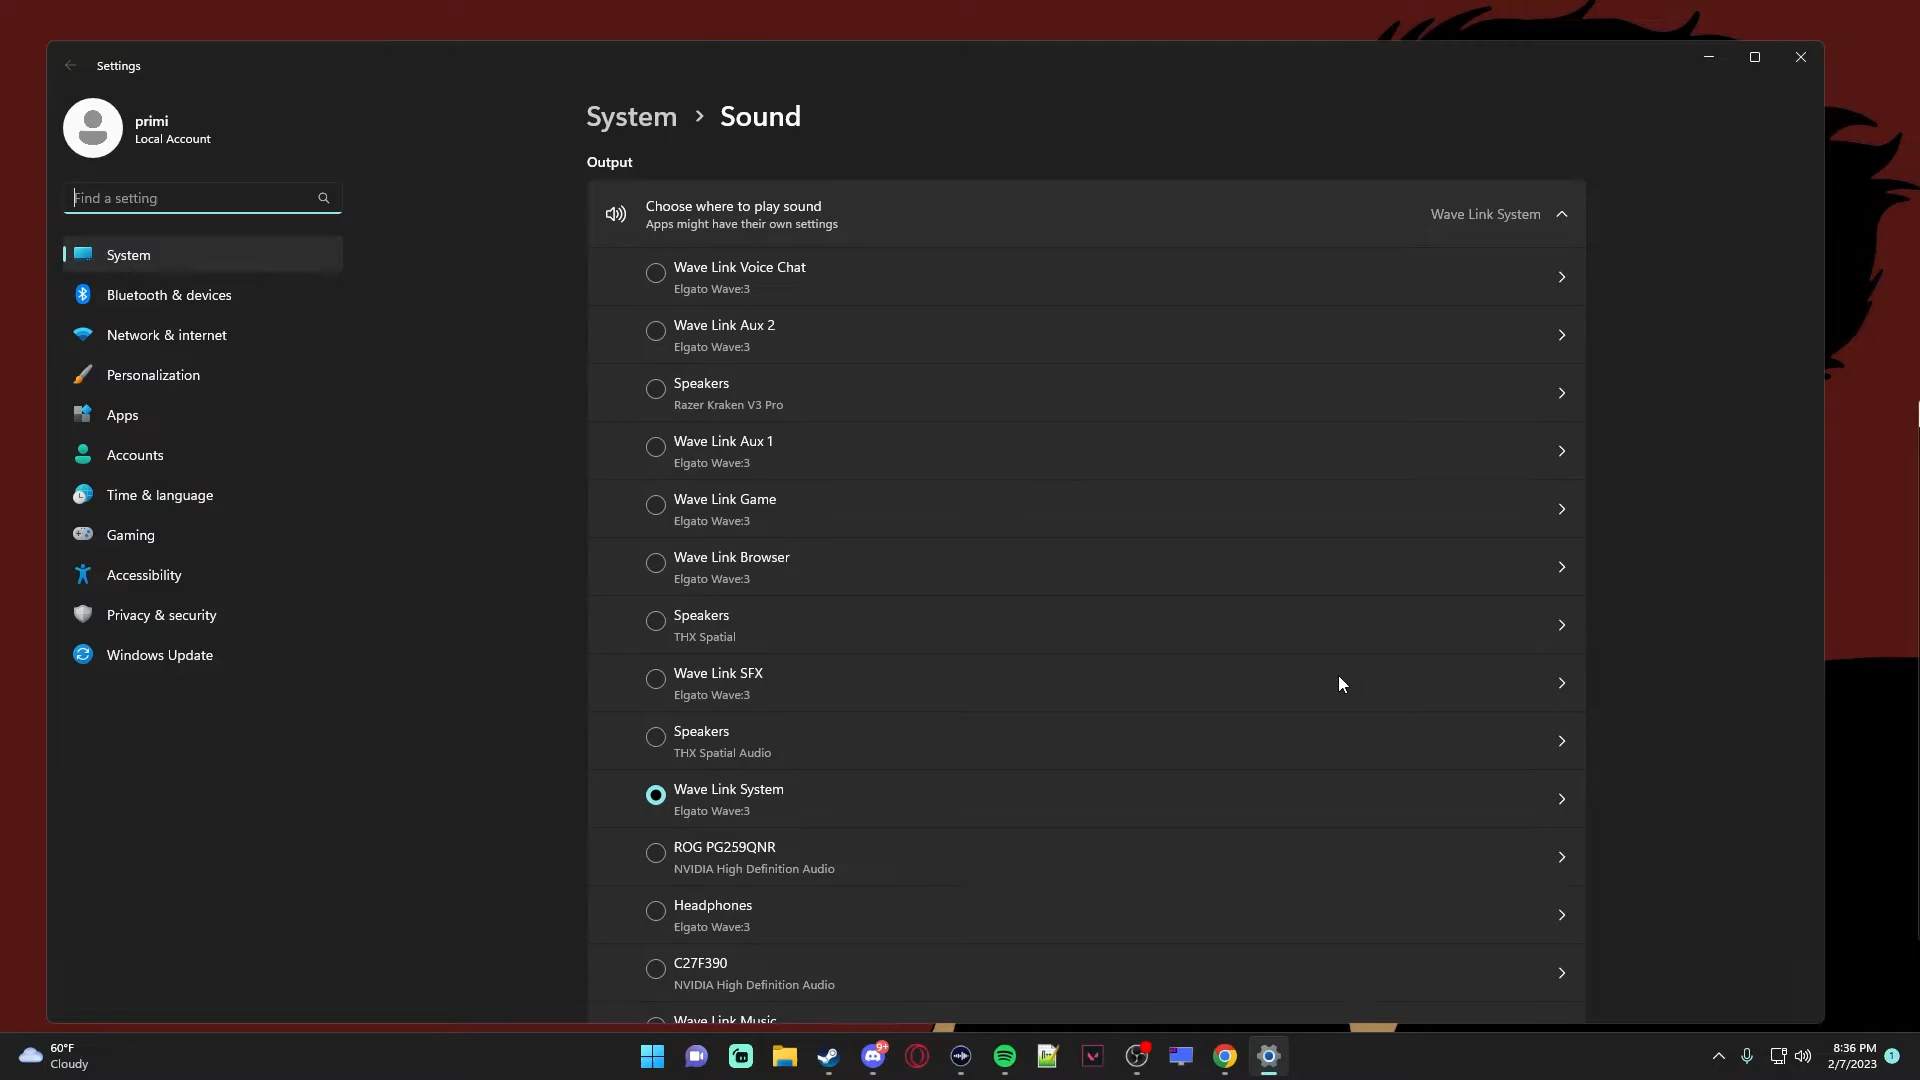 Settings
primi
Local Account
Find a setting
System
Bluetooth & devices
Network & internet
Personalization
Apps
Accounts
Time & language
Gaming
Accessibility
Privacy & security
Windows Update
System > Sound
Output
Choose where to play sound
Apps might have their own settings
Wave Link System
Wave Link Voice Chat
Elgato Wave:3
Wave Link Aux 2
Elgato Wave:3
Speakers
Razer Kraken V3 Pro
Wave Link Aux 1
Elgato Wave:3
Wave Link Game
Elgato Wave:3
Wave Link Browser
Elgato Wave:3
Speakers
THX Spatial
Wave Link SFX
Elgato Wave:3
Speakers
THX Spatial Audio
Wave Link System
Elgato Wave:3
ROG PG259QNR
NVIDIA High Definition Audio
Headphones
Elgato Wave:3
C27F390
NVIDIA High Definition Audio
Wave Link Music
60°F
Cloudy
9+
8:36 PM
2/7/2023
1